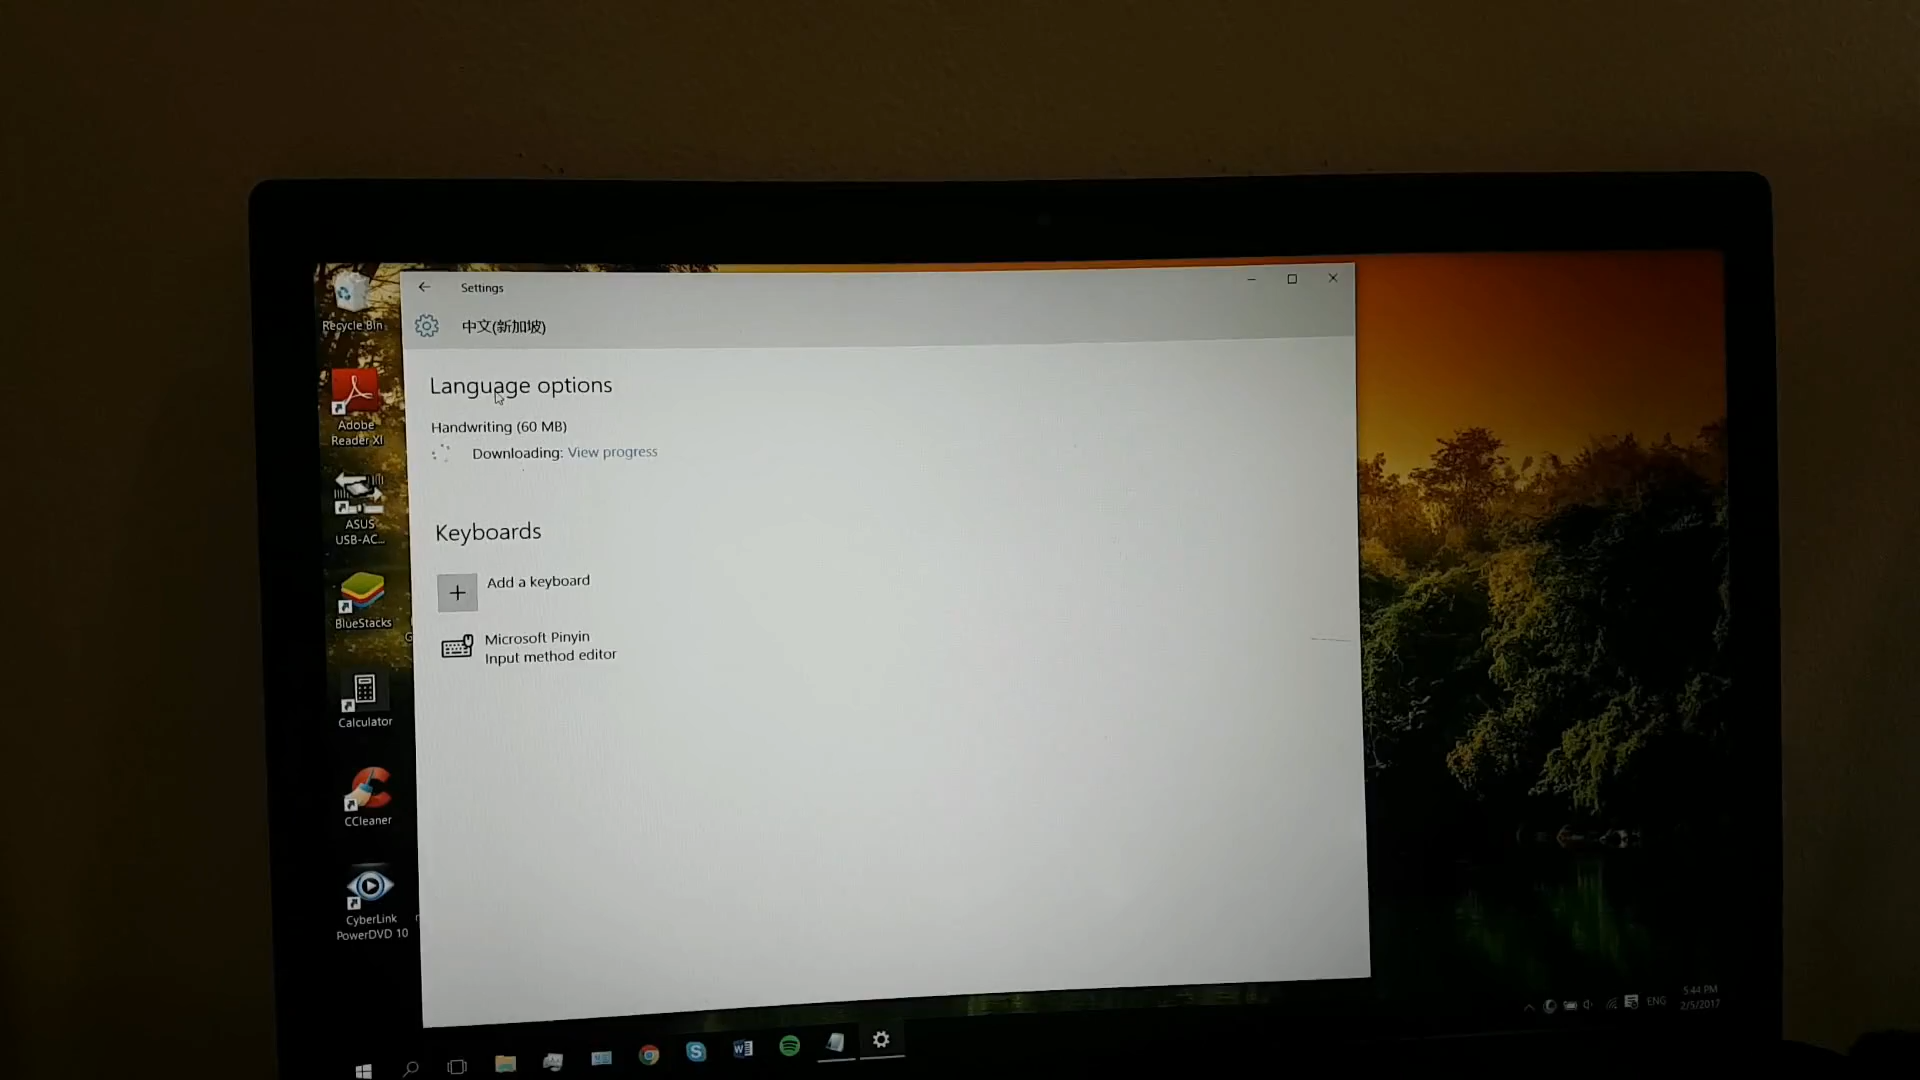 Settings
中文(新加坡)
Language options
Handwriting (60 MB)
Downloading: View progress
Keyboards
Add a keyboard
Microsoft Pinyin
Input method editor
Recycle Bin
Adobe
Reader XI
ASUS
USB-AC...
BlueStacks
Calculator
CCleaner
CyberLink
PowerDVD 10
ENG
5:44 PM
2/5/2017